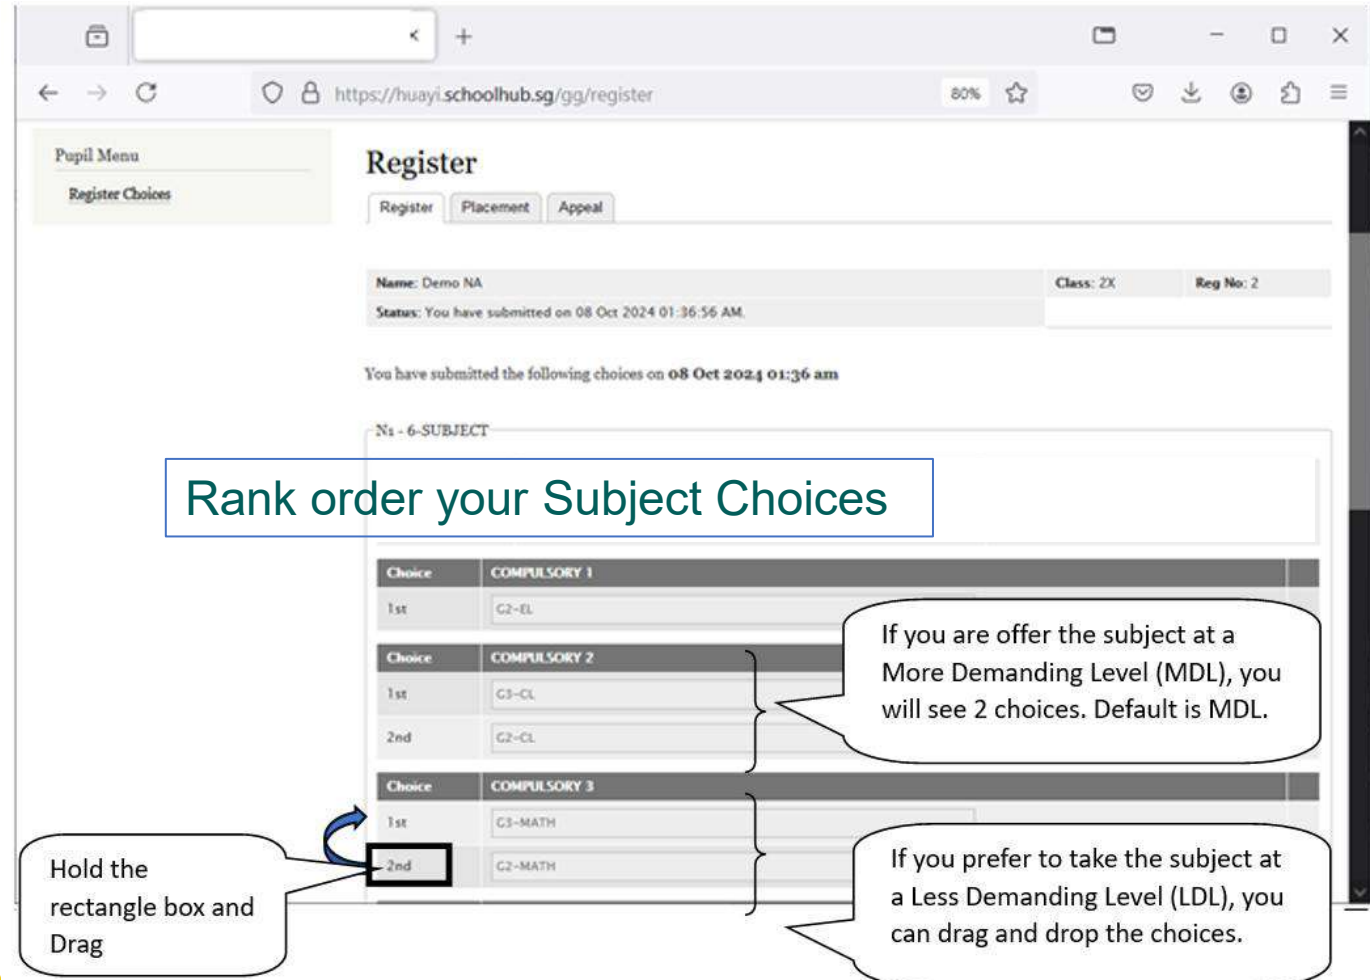 https://huayi.schoolhub.sg/gg/register
80%
Pupil Menu
Register Choices
Register
Register Placement Appeal
Name: Demo NA Class: 2X Reg No: 2
Status: You have submitted on 08 Oct 2024 01:36:56 AM.
You have submitted the following choices on 08 Oct 2024 01:36 am
N1 - 6-SUBJECT
Rank order your Subject Choices
Choice COMPULSORY 1
1st G2-EL
Choice COMPULSORY 2
1st G3-CL
2nd G2-CL
If you are offer the subject at a
More Demanding Level (MDL), you
will see 2 choices. Default is MDL.
Choice COMPULSORY 3
1st G3-MATH
2nd G2-MATH
Hold the
rectangle box and
Drag
If you prefer to take the subject at
a Less Demanding Level (LDL), you
can drag and drop the choices.